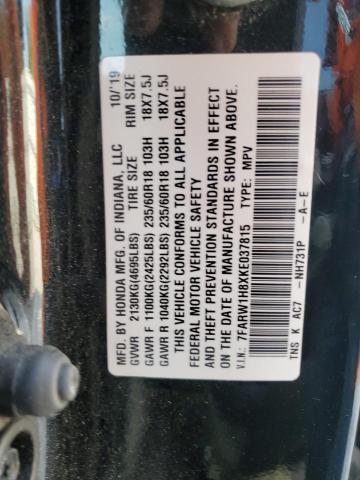 MFD. BY HONDA MFG. OF INDIANA, LLC 10/'19
GVWR 2130KG(4695LBS) TIRE SIZE RIM SIZE
GAWR F 1100KG(2425LBS) 235/60R18 103H 18X7.5J
GAWR R 1040KG(2292LBS) 235/60R18 103H 18X7.5J
THIS VEHICLE CONFORMS TO ALL APPLICABLE
FEDERAL MOTOR VEHICLE SAFETY
AND THEFT PREVENTION STANDARDS IN EFFECT
ON THE DATE OF MANUFACTURE SHOWN ABOVE.
V.I.N.: 7FARW1H8XKE037815 TYPE: MPV
TNS K AC7 -NH731P -A-E